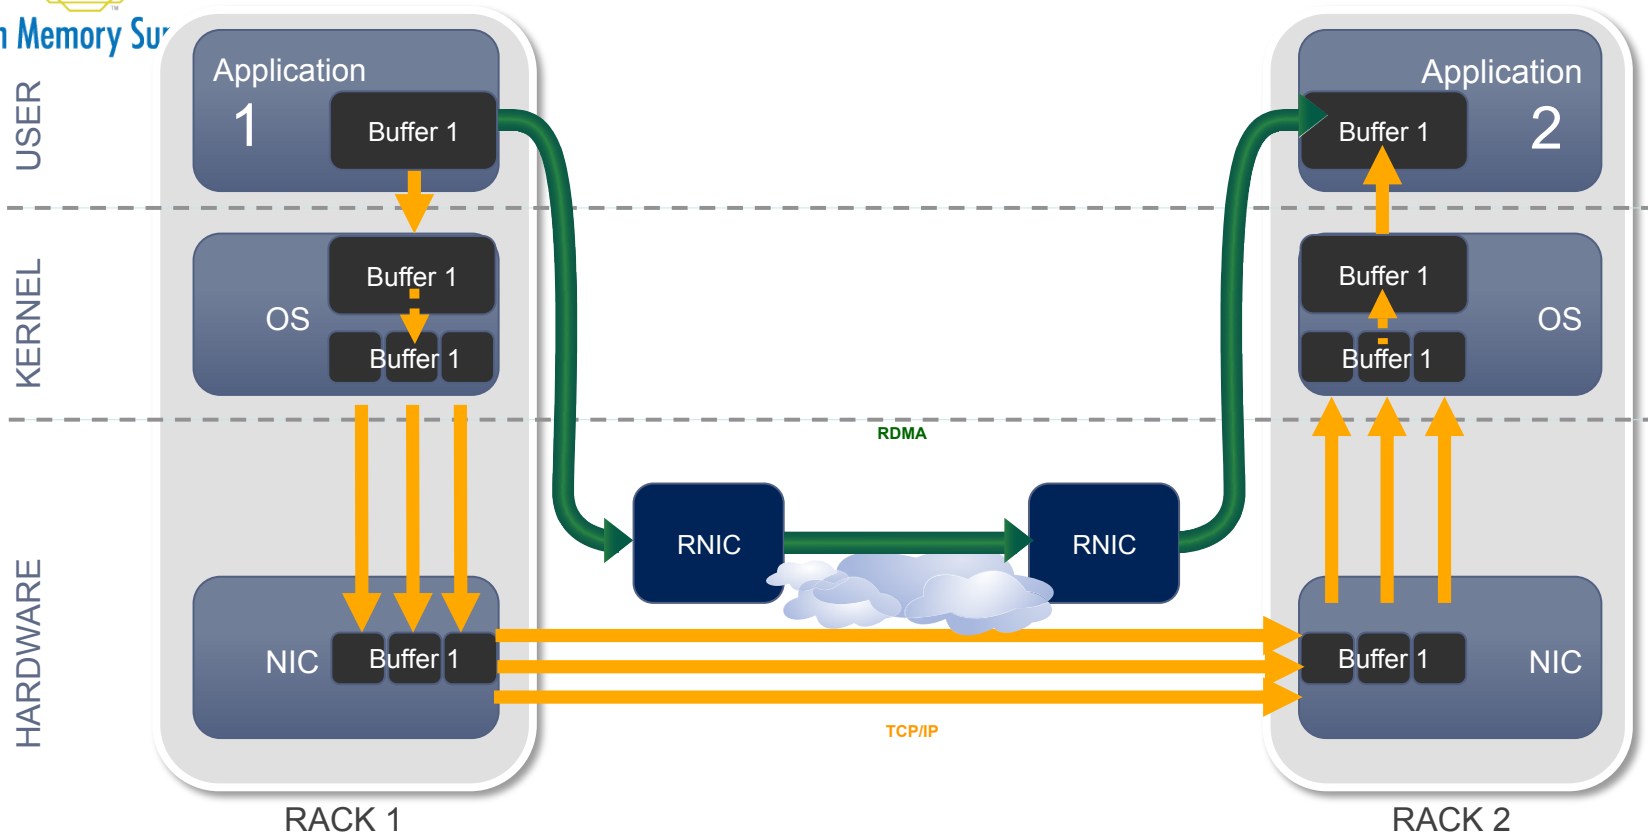 Memory
USER
Application
1
Buffer 1
Application
2
Buffer 1
KERNEL
OS
Buffer 1
Buffer 1
Buffer 1
Buffer 1
OS
RDMA
RNIC
RNIC
HARDWARE
NIC
Buffer 1
Buffer 1
NIC
TCP/IP
RACK 1
RACK 2